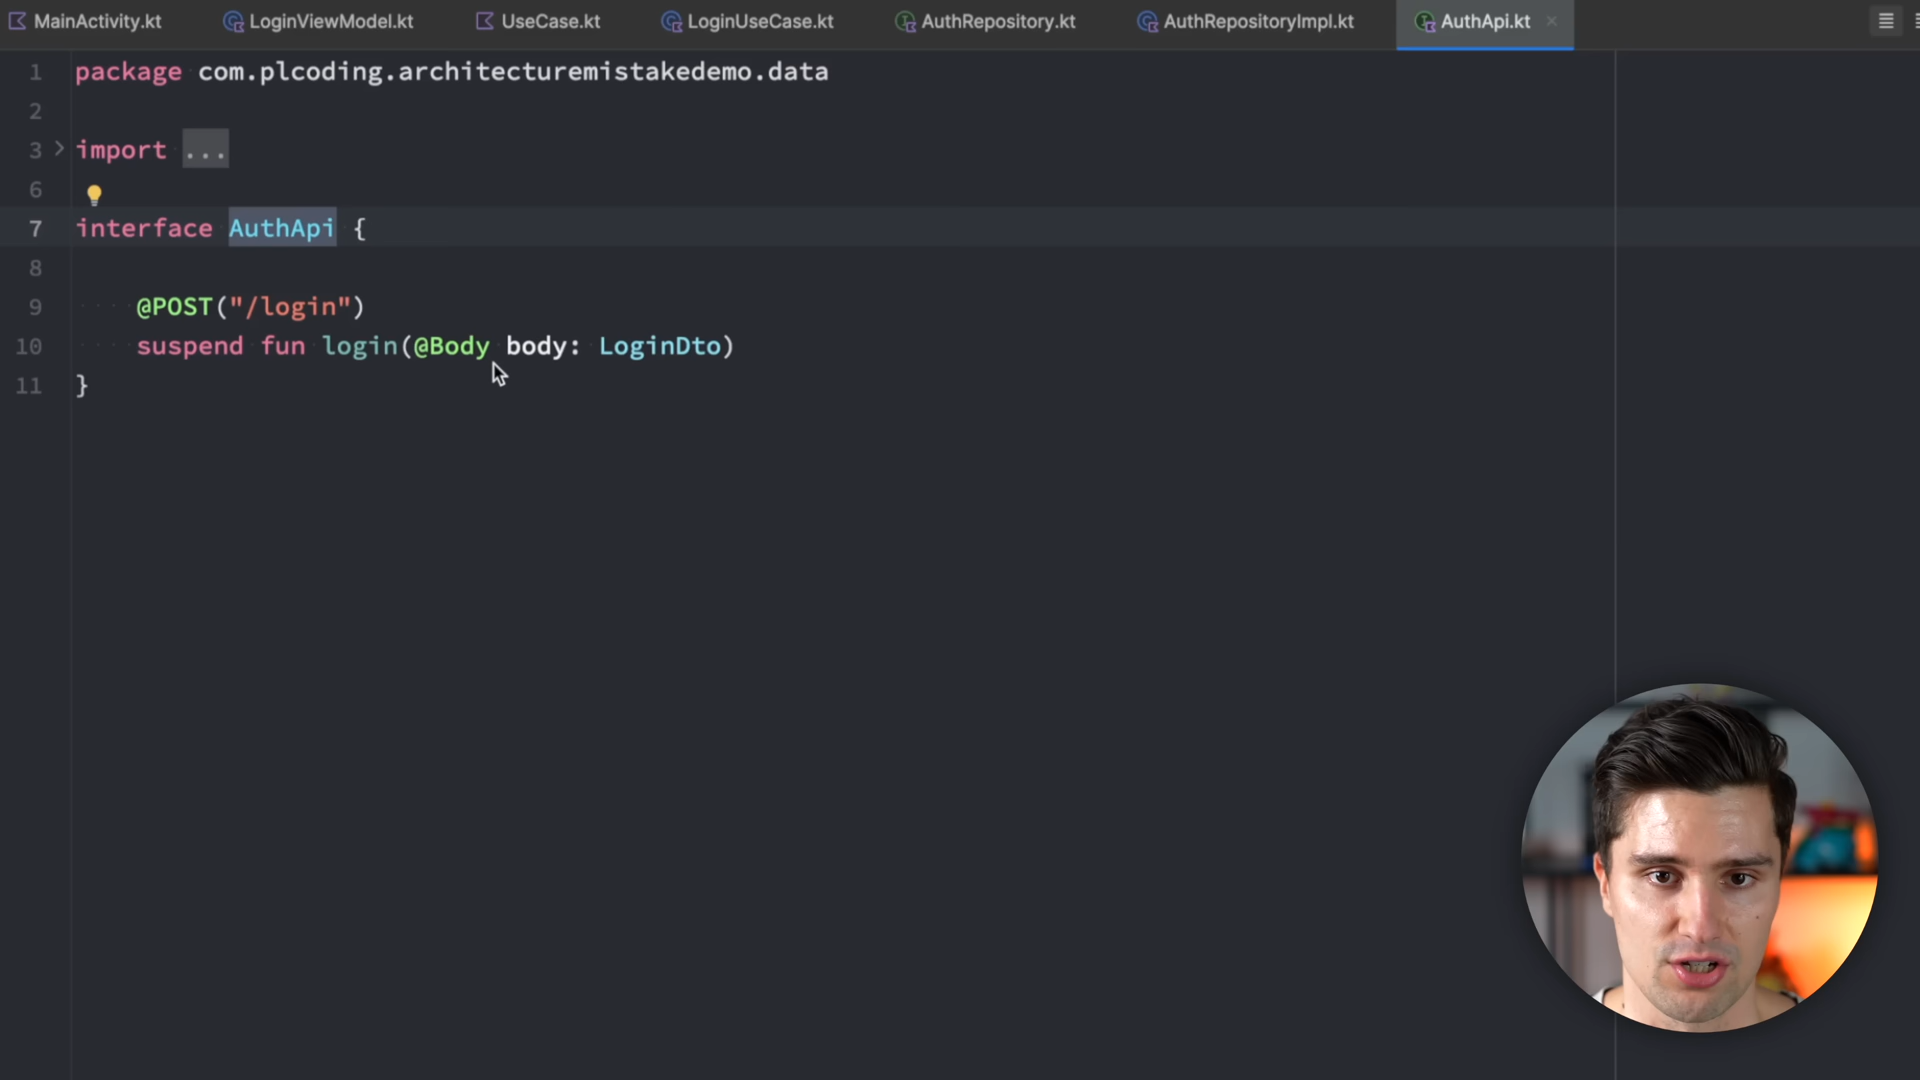 MainActivity.kt LoginViewModel.kt UseCase.kt LoginUseCase.kt AuthRepository.kt AuthRepositoryImpl.kt AuthApi.kt
1 package com.plcoding.architecturemistakedemo.data
2
3 import ...
6
7 interface AuthApi {
8
9 @POST("/login")
10 suspend fun login(@Body body: LoginDto)
11 }